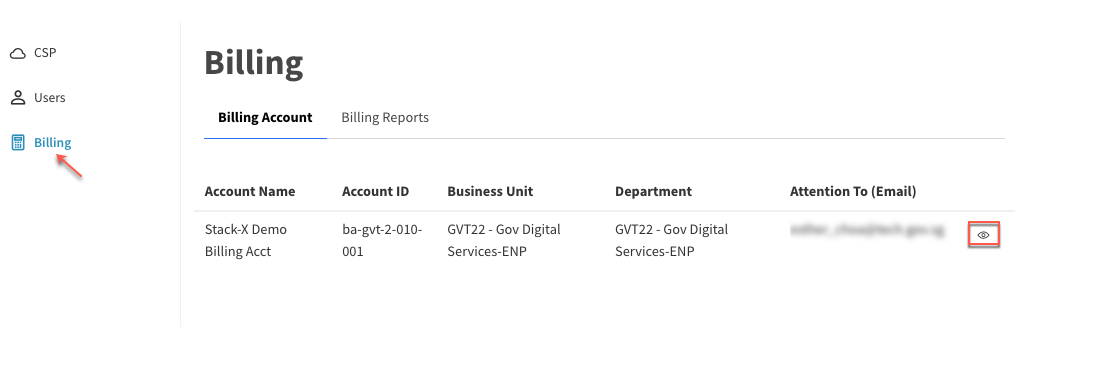 CSP
Users
Billing
Billing
Billing Account
Billing Reports
Account Name
Account ID
Business Unit
Department
Attention To (Email)
Stack-X Demo
Billing Acct
ba-gvt-2-010-
001
GVT22 - Gov Digital
Services-ENP
GVT22 - Gov Digital
Services-ENP